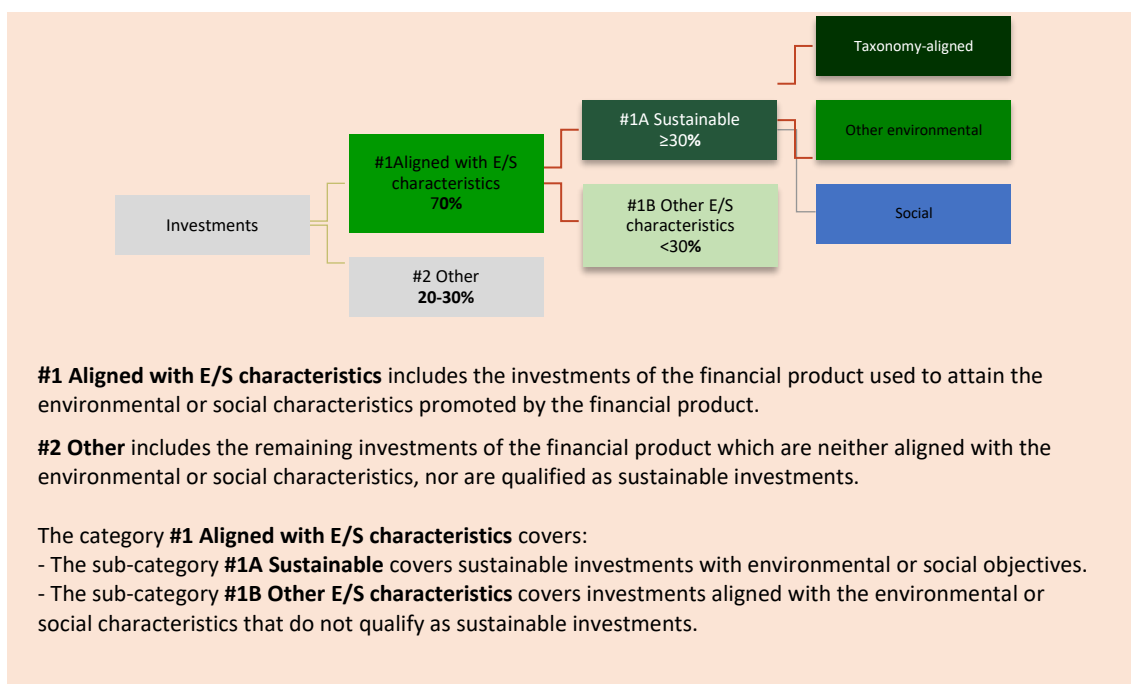 Taxonomy-aligned
#1A Sustainable
≥30%
Other environmental
#1Aligned with E/S
characteristics
70%
#1B Other E/S
characteristics
<30%
Social
Investments
#2 Other
20-30%
#1 Aligned with E/S characteristics includes the investments of the financial product used to attain the
environmental or social characteristics promoted by the financial product.
#2 Other includes the remaining investments of the financial product which are neither aligned with the
environmental or social characteristics, nor are qualified as sustainable investments.
The category #1 Aligned with E/S characteristics covers:
- The sub-category #1A Sustainable covers sustainable investments with environmental or social objectives.
- The sub-category #1B Other E/S characteristics covers investments aligned with the environmental or
social characteristics that do not qualify as sustainable investments.